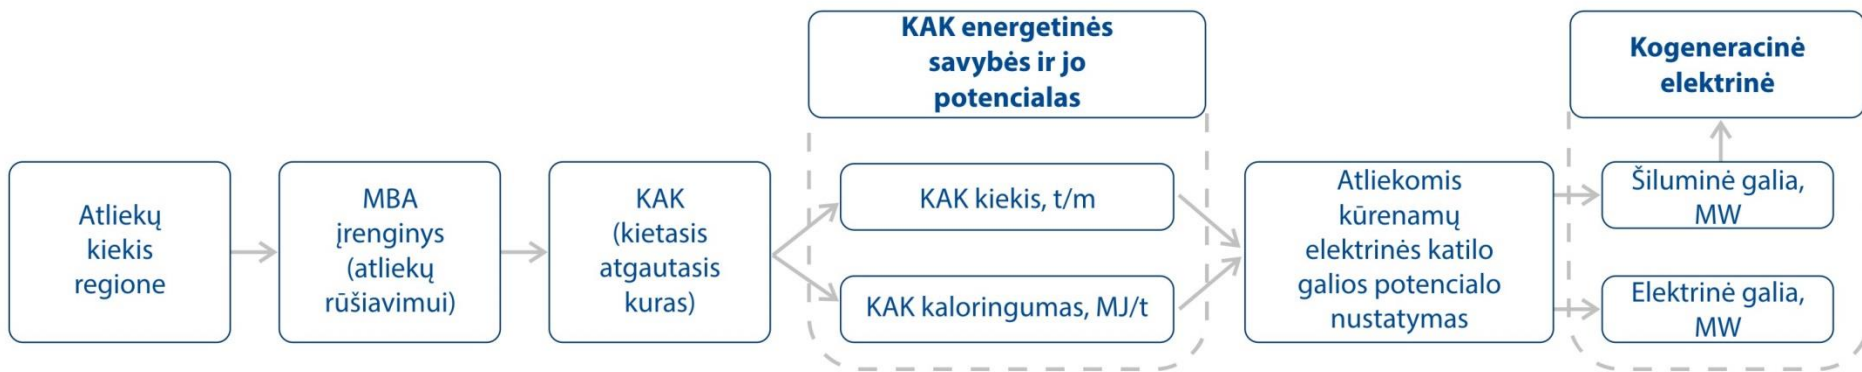 KAK energetinės
savybės ir jo
potencialas
Kogeneracinė
elektrinė
Atliekų
kiekis
regione
MBA
įrenginys
(atliekų
rūšiavimui)
KAK
(kietasis
atgautasis
kuras)
KAK kiekis, t/m
KAK kaloringumas, MJ/t
Atliekomis
kūrenamų
elektrinės katilo
galios potencialo
nustatymas
Šiluminė galia,
MW
Elektrinė galia,
MW